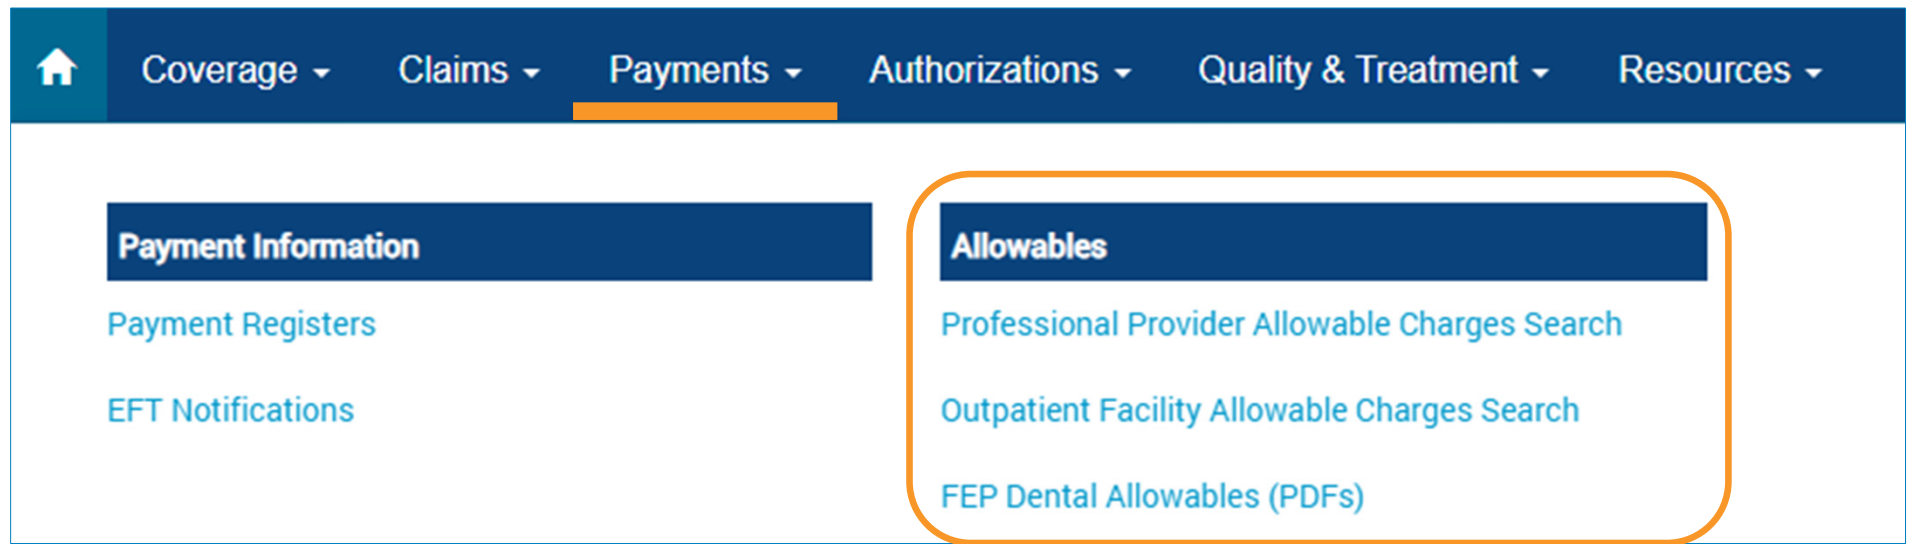 Coverage Claims Payments Authorizations Quality & Treatment Resources
Payment Information
Payment Registers
EFT Notifications
Allowables
Professional Provider Allowable Charges Search
Outpatient Facility Allowable Charges Search
FEP Dental Allowables (PDFs)